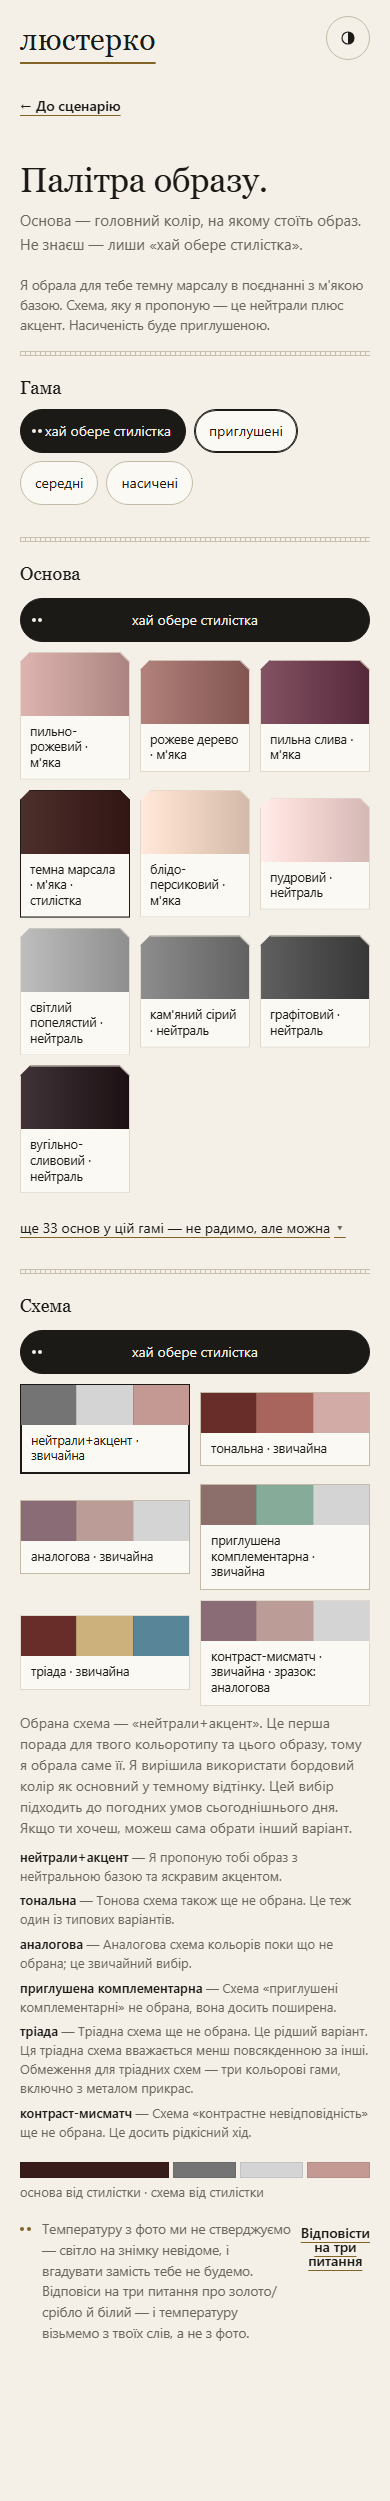 люстерко
← До сценарію
Палітра образу.
Основа — головний колір, на якому стоїть образ.
Не знаєш — лиши «хай обере стилістка».
Я обрала для тебе темну марсалу в поєднанні з м'якою
базою. Схема, яку я пропоную — це нейтрали плюс
акцент. Насиченість буде приглушеною.
Гама
хай обере стилістка
приглушені
середні
насичені
Основа
хай обере стилістка
пильно-
рожевий ·
м'яка
рожеве дерево
· м'яка
пильна слива ·
м'яка
темна марсала
· м'яка ·
стилістка
блідо-
персиковий ·
м'яка
пудровий ·
нейтраль
світлий
попелястий ·
нейтраль
кам'яний сірий
· нейтраль
графітовий ·
нейтраль
вугільно-
сливовий ·
нейтраль
ще 33 основ у цій гамі — не радимо, але можна
Схема
хай обере стилістка
нейтрали+акцент ·
звичайна
тональна · звичайна
аналогова · звичайна
приглушена
комплементарна ·
звичайна
тріада · звичайна
контраст-мисматч ·
звичайна · зразок:
аналогова
Обрана схема — «нейтрали+акцент». Це перша
порада для твого кольоротипу та цього образу, тому
я обрала саме її. Я вирішила використати бордовий
колір як основний у темному відтінку. Цей вибір
підходить до погодних умов сьогоднішнього дня.
Якщо ти хочеш, можеш сама обрати інший варіант.
нейтрали+акцент — Я пропоную тобі образ з
нейтральною базою та яскравим акцентом.
тональна — Тонова схема також ще не обрана. Це теж
один із типових варіантів.
аналогова — Аналогова схема кольорів поки що не
обрана; це звичайний вибір.
приглушена комплементарна — Схема «приглушені
комплементарні» не обрана, вона досить поширена.
тріада — Тріадна схема ще не обрана. Це рідший варіант.
Ця тріадна схема вважається менш повсякденною за інші.
Обмеження для тріадних схем — три кольорові гами,
включно з металом прикрас.
контраст-мисматч — Схема «контрастне невідповідність»
ще не обрана. Це досить рідкісний хід.
основа від стилістки · схема від стилістки
Температуру з фото ми не стверджуємо
— світло на знімку невідоме, і
вгадувати замість тебе не будемо.
Відповіси на три питання про золото/
срібло й білий — і температуру
візьмемо з твоїх слів, а не з фото.
Відповісти
на три
питання